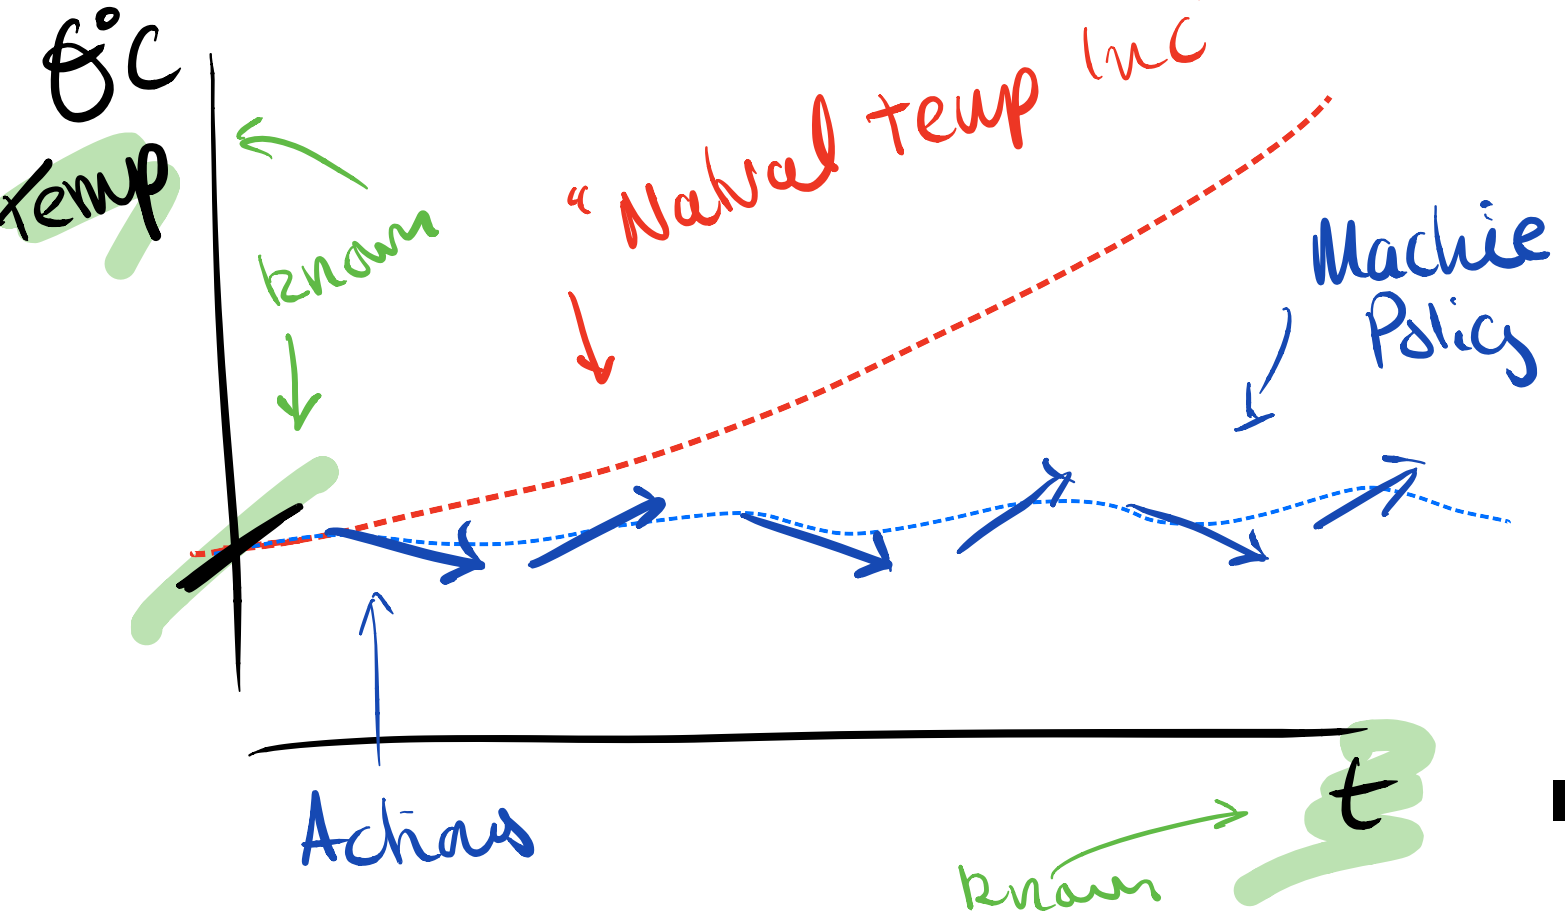 °C
Temp
known
“Natural temp Inc
Machine
Policy
Actions
t
known